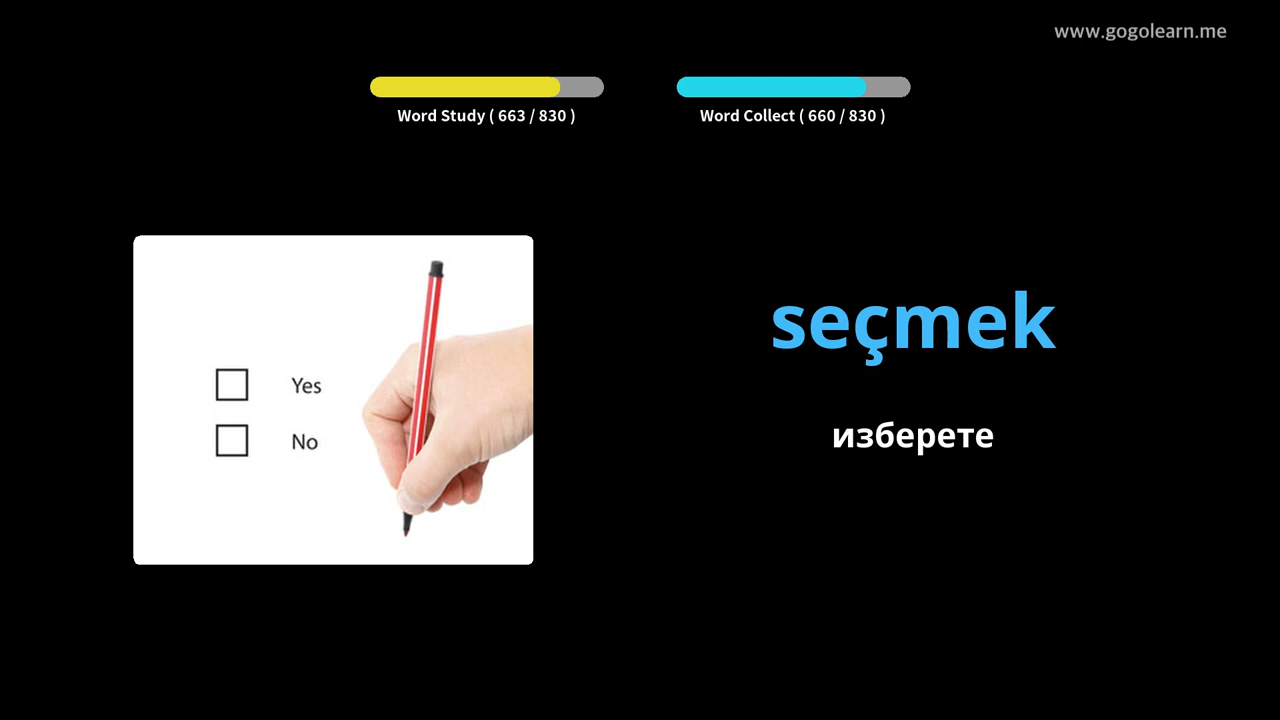 www.gogolearn.me
Word Study ( 663 / 830 )
Word Collect ( 660 / 830 )
seçmek
изберете
Yes
No